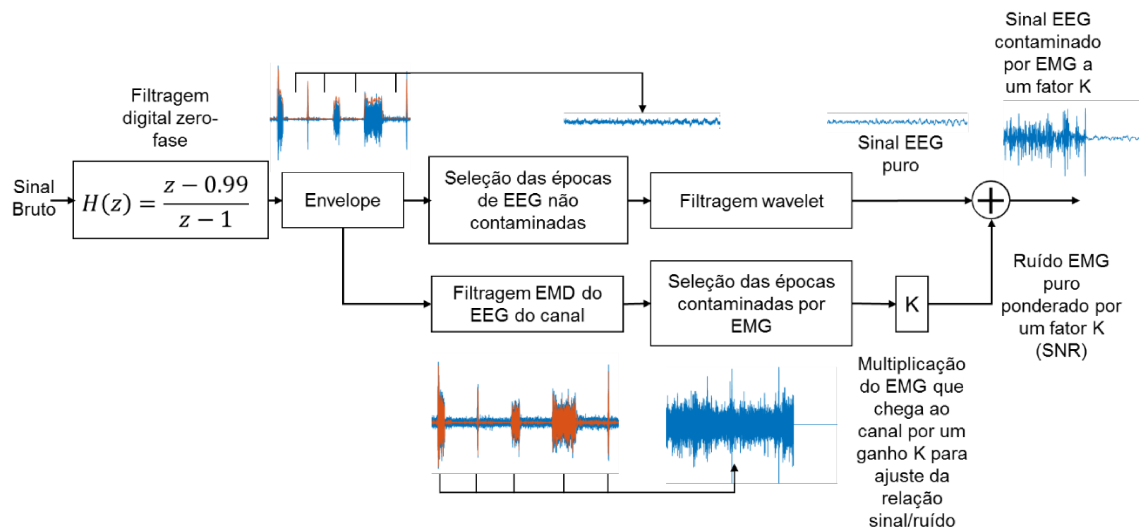 Sinal EEG
contaminado
por EMG a
um fator K
Filtragem
digital zero-
fase
Sinal EEG
puro
Sinal
Bruto
H(z) = (z − 0.99)/(z − 1)
Envelope
Seleção das épocas
de EEG não
contaminadas
Filtragem wavelet
+
Filtragem EMD do
EEG do canal
Seleção das épocas
contaminadas por
EMG
K
Ruído EMG
puro
ponderado por
um fator K
(SNR)
Multiplicação
do EMG que
chega ao
canal por um
ganho K para
ajuste da
relação
sinal/ruído